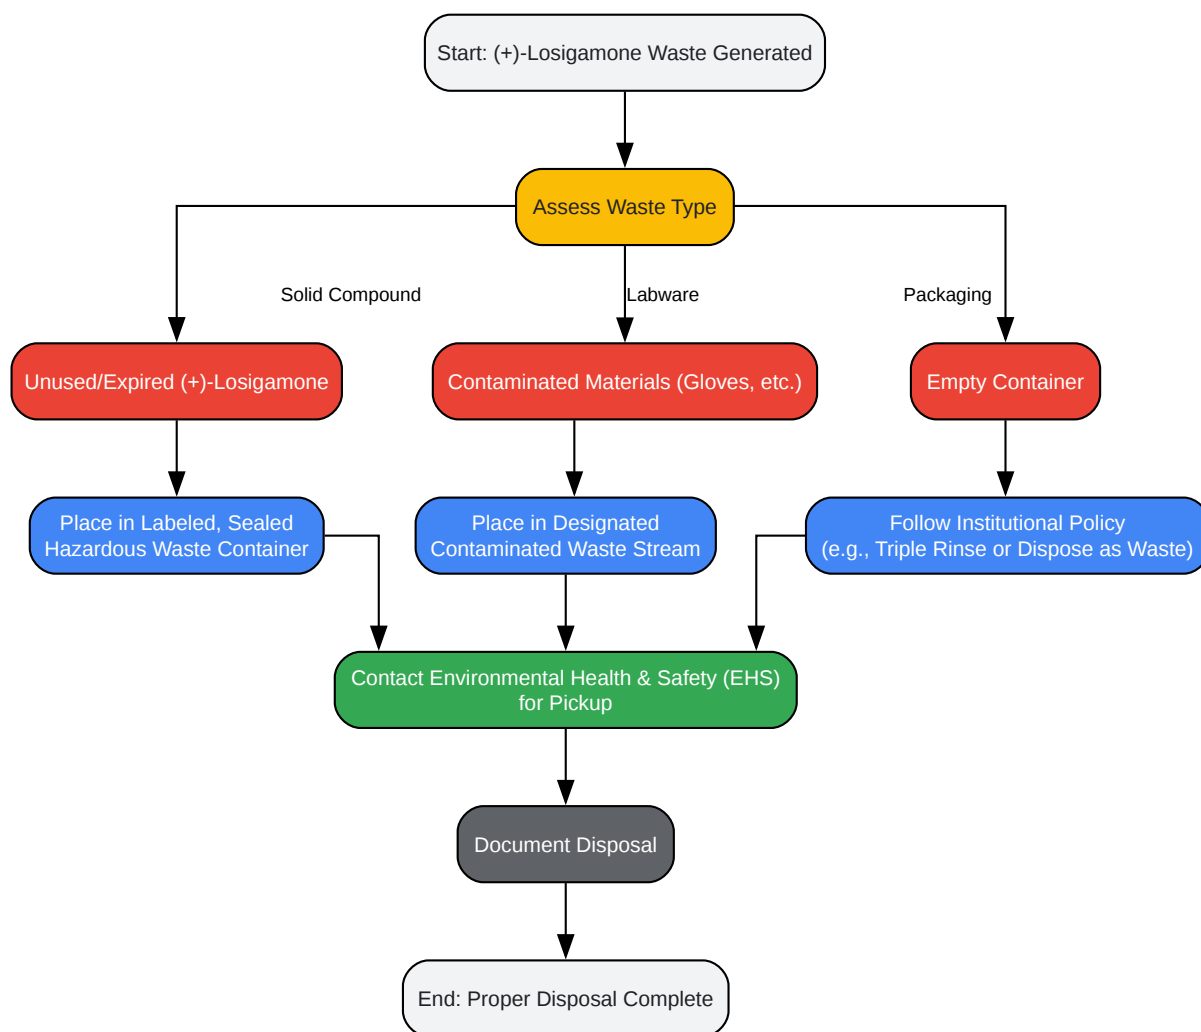 Start: (+)-Losigamone Waste Generated
Assess Waste Type
Solid Compound
Labware
Packaging
Unused/Expired (+)-Losigamone
Contaminated Materials (Gloves, etc.)
Empty Container
Place in Labeled, Sealed
Hazardous Waste Container
Place in Designated
Contaminated Waste Stream
Follow Institutional Policy
(e.g., Triple Rinse or Dispose as Waste)
Contact Environmental Health & Safety (EHS)
for Pickup
Document Disposal
End: Proper Disposal Complete